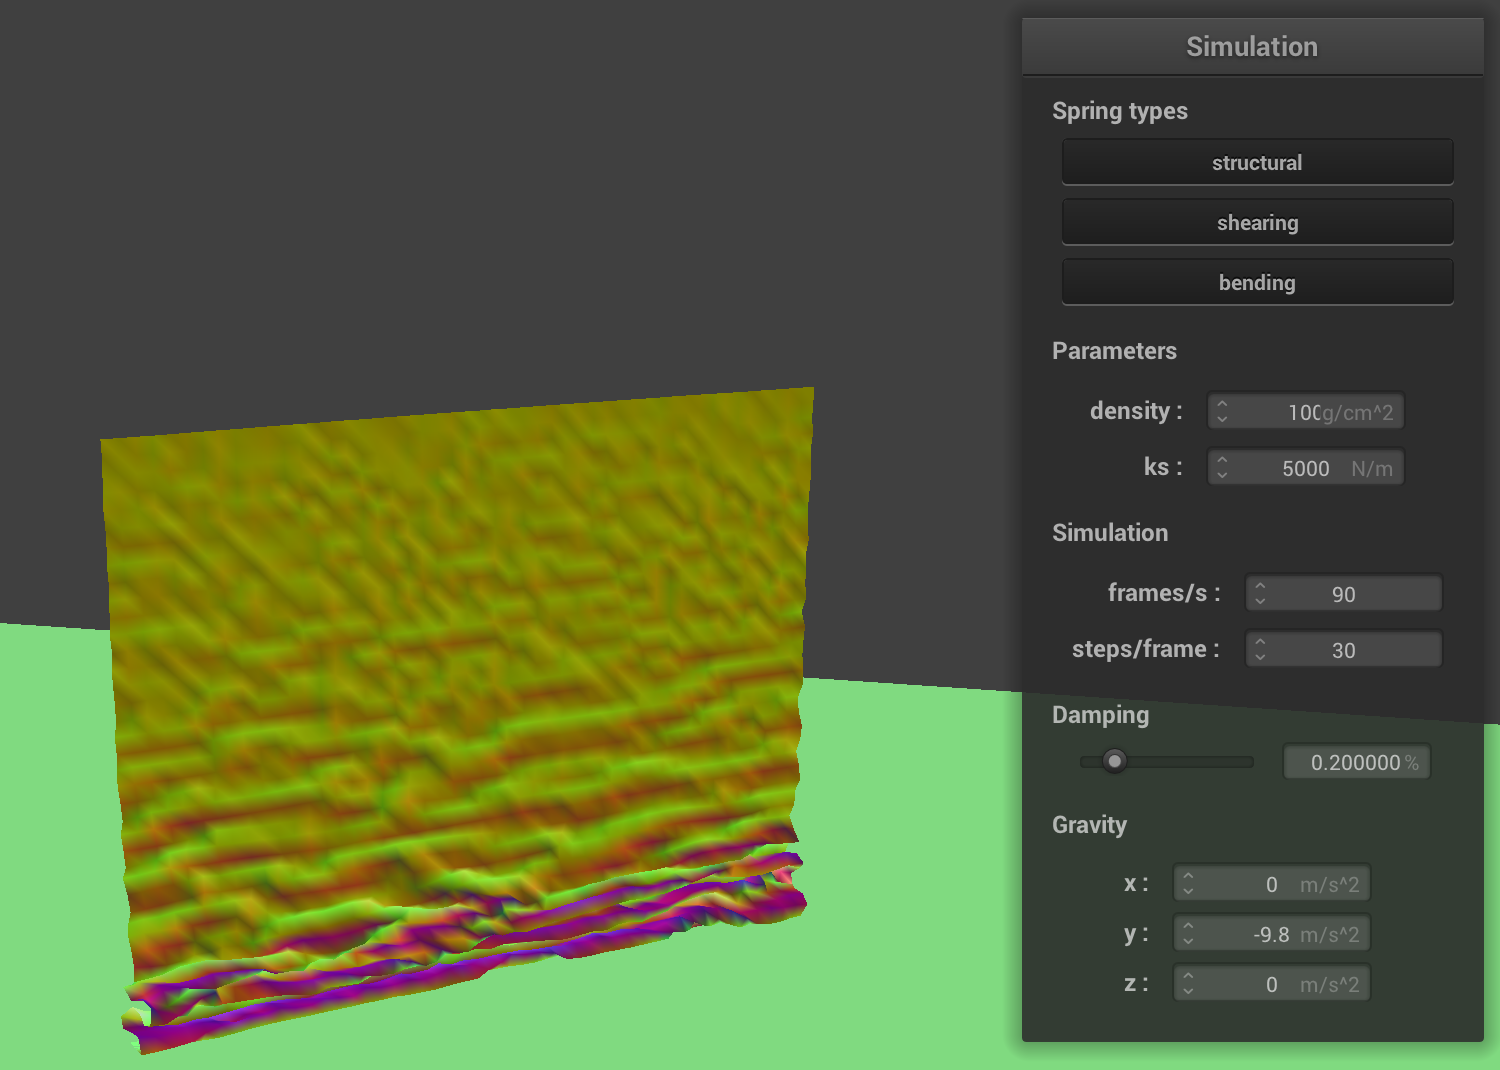 Simulation
Spring types
structural
shearing
bending
Parameters
density : 100g/cm^2
ks : 5000 N/m
Simulation
frames/s : 90
steps/frame : 30
Damping
0.200000 %
Gravity
x : 0 m/s^2
y : -9.8 m/s^2
z : 0 m/s^2